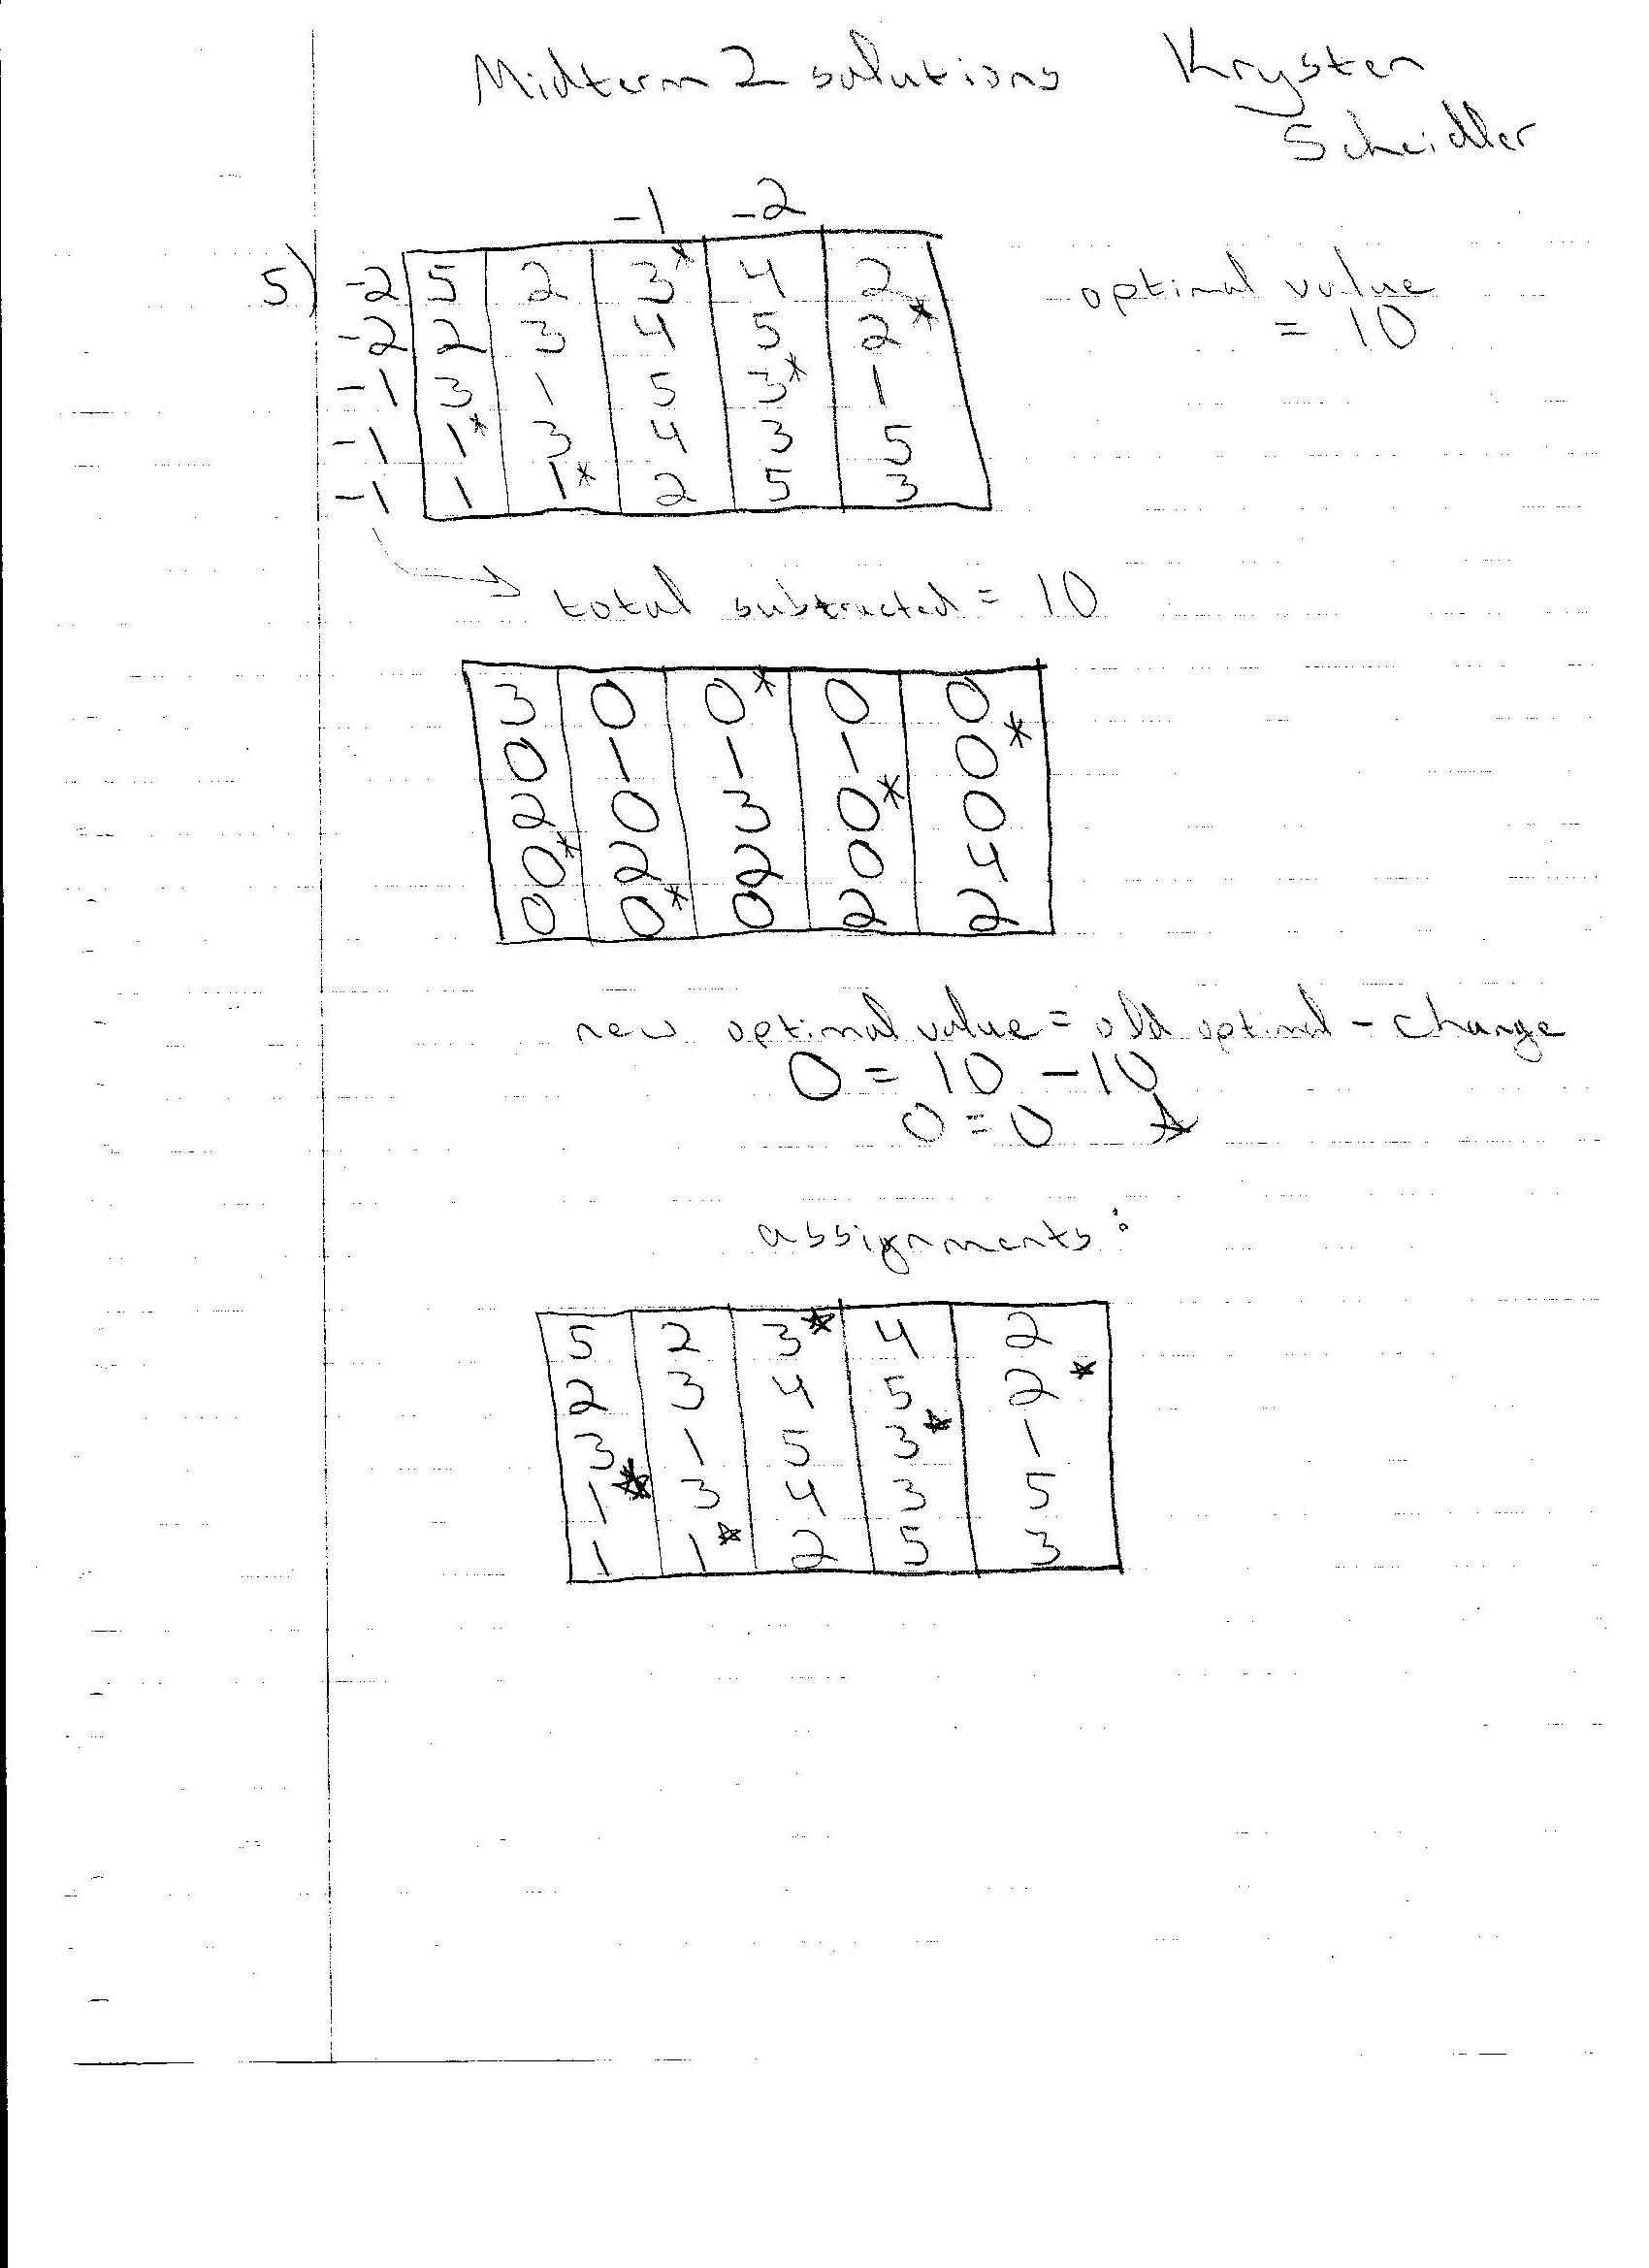 Midterm 2 solutions Krysten
Scheidler
-1 -2
5) -2 5 2 3* 4 2 optimal value
-2 2 3 4 5 2* = 10
-1 3 1 5 3* 1
-1 1* 3 4 3 5
-1 1 1* 2 5 3
→ total subtracted = 10
3 0 0* 0 0
0 1 1 1 0*
2 0 3 0* 0
0* 2 2 0 4
0 0* 0 2 2
new optimal value = old optimal - change
0 = 10 - 10
0 = 0 ☆
assignments:
5 2 3* 4 2
2 3 4 5 2*
3 1 5 3* 1
1* 3 4 3 5
1 1* 2 5 3